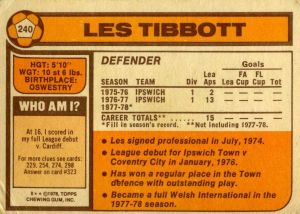 240
LES TIBBOTT
HGT: 5'10"
WGT: 10 st 6 lbs.
BIRTHPLACE:
OSWESTRY
WHO AM I?
At 16, I scored in
my full League debut
v. Cardiff.
For more clues see cards:
229, 254, 274, 298
Answer on card #323
© 1978, TOPPS
CHEWING GUM, INC.
DEFENDER
Goals
Lea FA FL
SEASON TEAM Div Aps Lea Cup Cup Tot
1975-76 IPSWICH 1 2 — — — —
1976-77 IPSWICH 1 13 — — — —
1977-78*
CAREER TOTALS** 15 — — — —
*Fill in season's record. **Not including 1977-78.
Les signed professional in July, 1974.
League debut for Ipswich Town v
Coventry City in January, 1976.
Has won a regular place in the Town
defence with outstanding play.
Became a full Welsh International in the
1977-78 season.